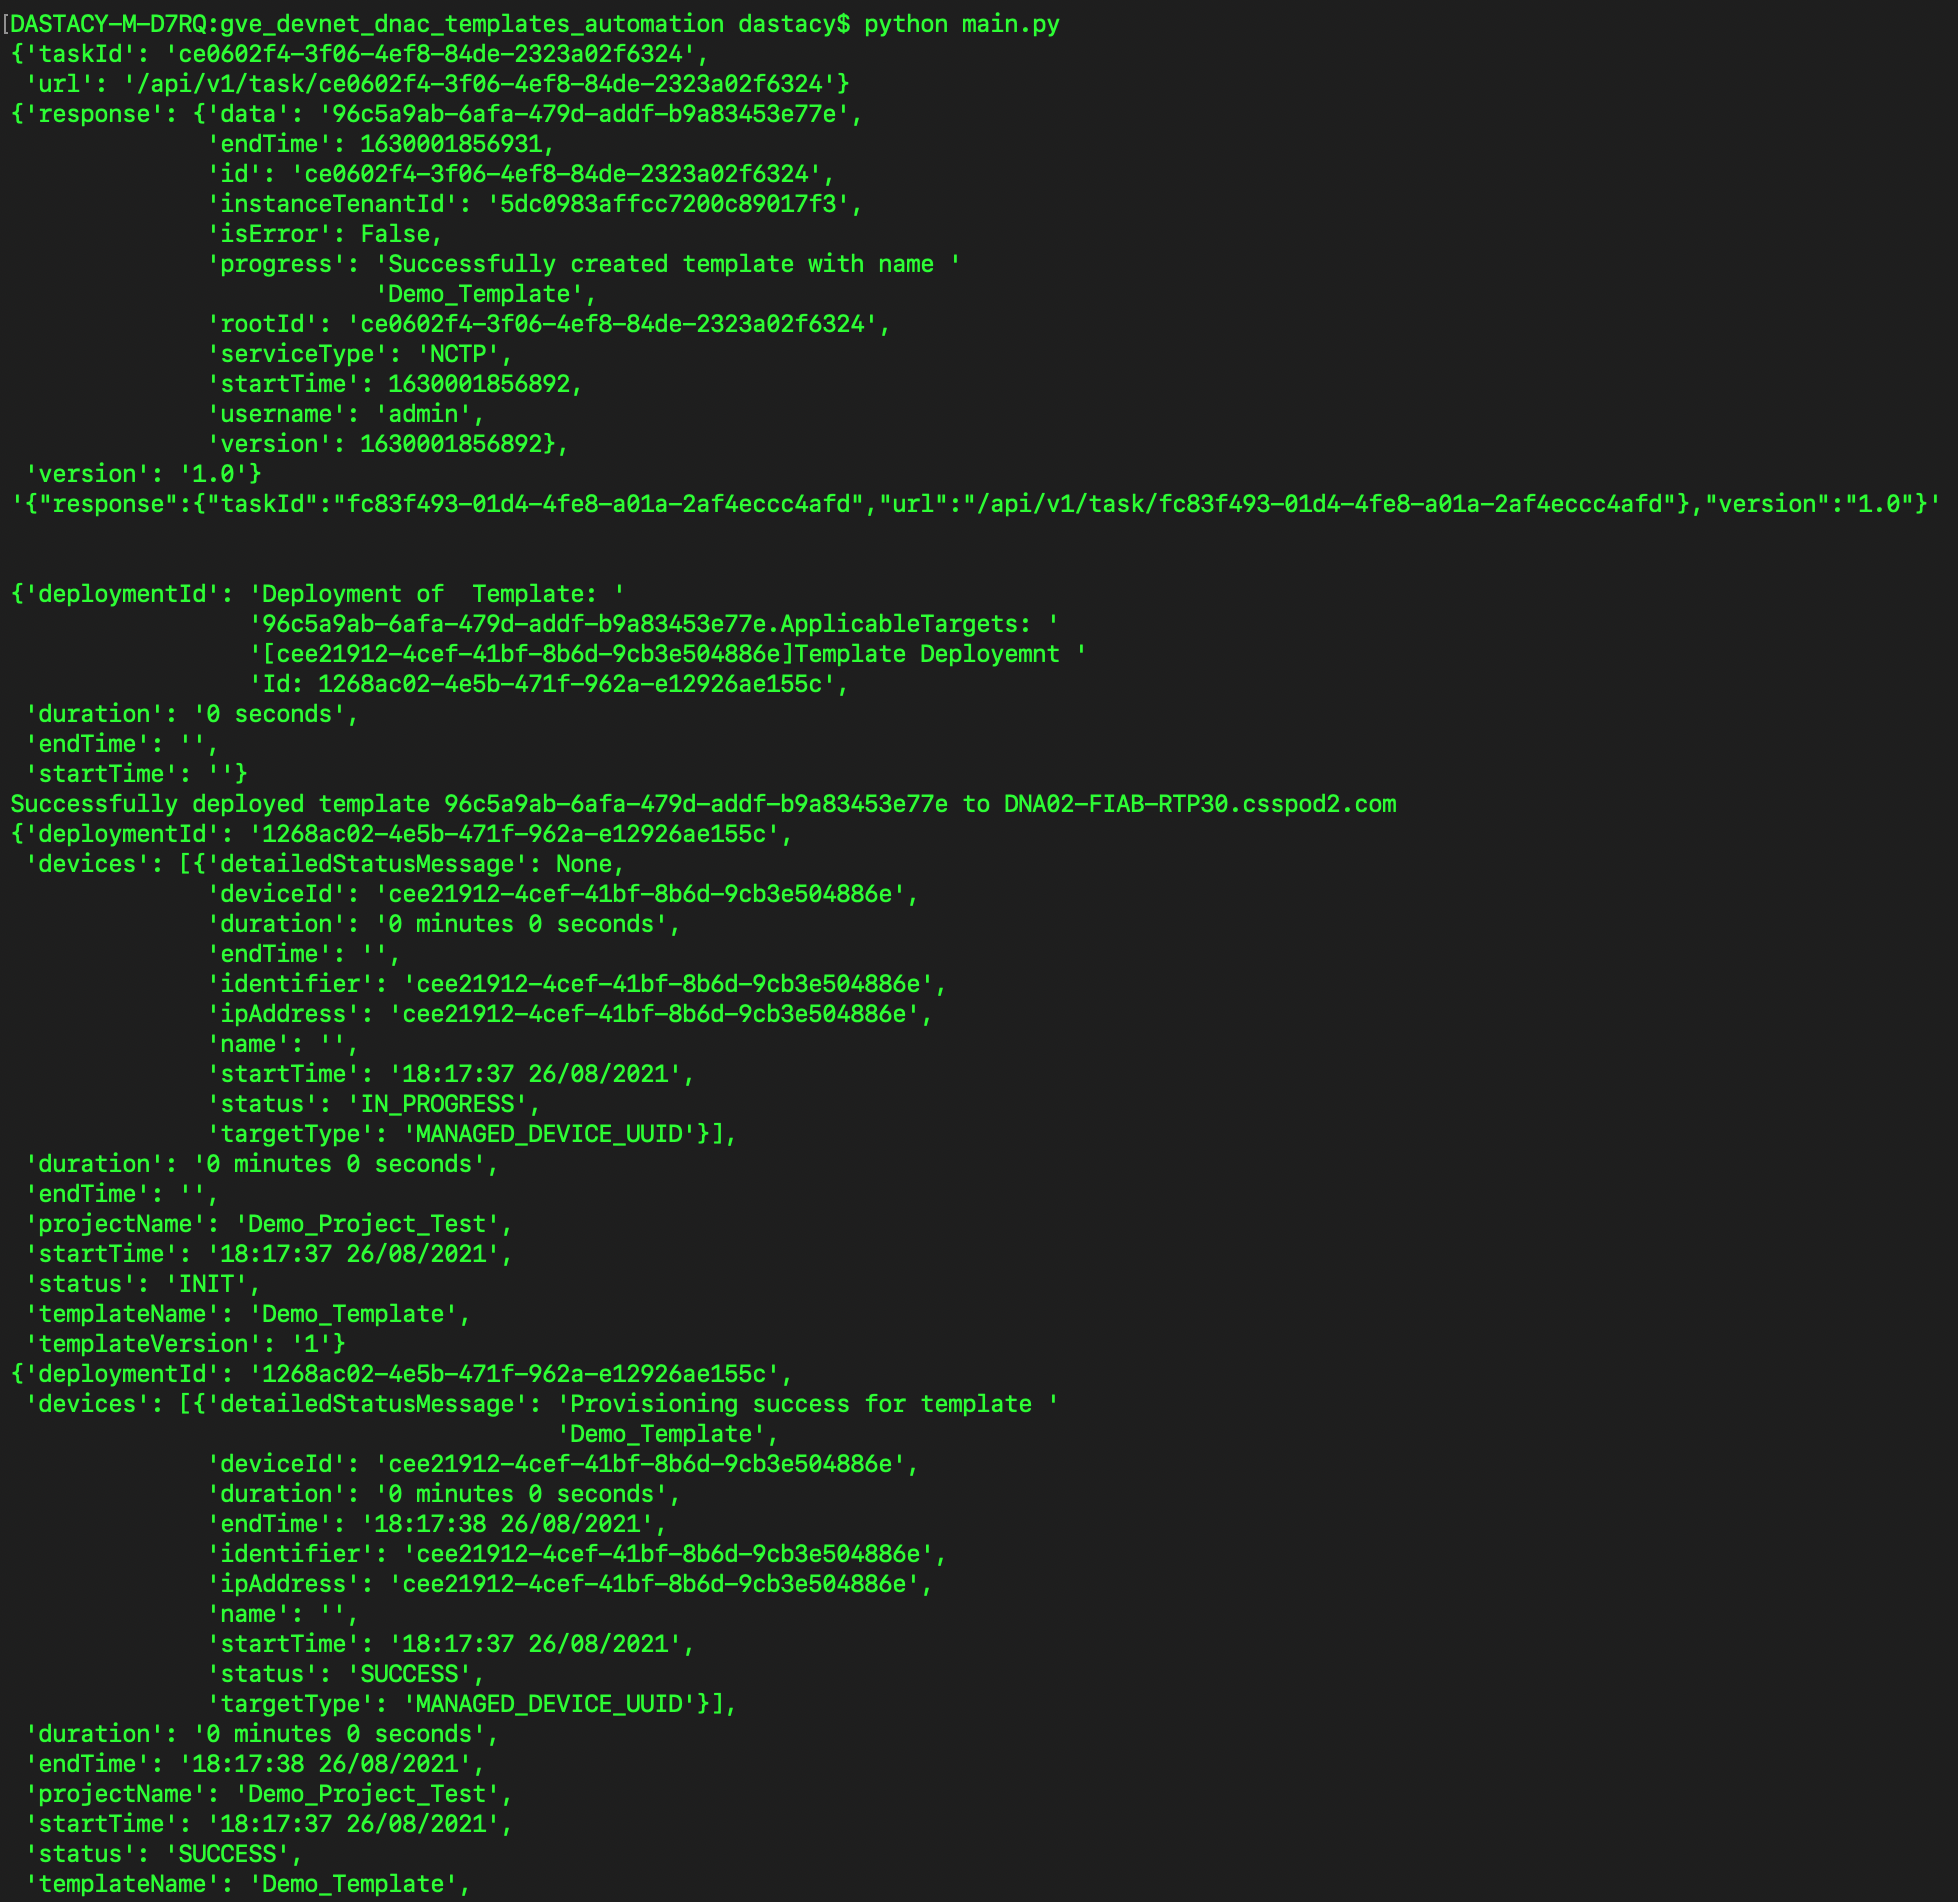 [DASTACY-M-D7RQ:gve_devnet_dnac_templates_automation dastacy$ python main.py
{'taskId': 'ce0602f4-3f06-4ef8-84de-2323a02f6324',
 'url': '/api/v1/task/ce0602f4-3f06-4ef8-84de-2323a02f6324'}
{'response': {'data': '96c5a9ab-6afa-479d-addf-b9a83453e77e',
              'endTime': 1630001856931,
              'id': 'ce0602f4-3f06-4ef8-84de-2323a02f6324',
              'instanceTenantId': '5dc0983affcc7200c89017f3',
              'isError': False,
              'progress': 'Successfully created template with name '
                          'Demo_Template',
              'rootId': 'ce0602f4-3f06-4ef8-84de-2323a02f6324',
              'serviceType': 'NCTP',
              'startTime': 1630001856892,
              'username': 'admin',
              'version': 1630001856892},
 'version': '1.0'}
'{"response":{"taskId":"fc83f493-01d4-4fe8-a01a-2af4eccc4afd","url":"/api/v1/task/fc83f493-01d4-4fe8-a01a-2af4eccc4afd"},"version":"1.0"}'
{'deploymentId': 'Deployment of  Template: '
                 '96c5a9ab-6afa-479d-addf-b9a83453e77e.ApplicableTargets: '
                 '[cee21912-4cef-41bf-8b6d-9cb3e504886e]Template Deployemnt '
                 'Id: 1268ac02-4e5b-471f-962a-e12926ae155c',
 'duration': '0 seconds',
 'endTime': '',
 'startTime': ''}
Successfully deployed template 96c5a9ab-6afa-479d-addf-b9a83453e77e to DNA02-FIAB-RTP30.csspod2.com
{'deploymentId': '1268ac02-4e5b-471f-962a-e12926ae155c',
 'devices': [{'detailedStatusMessage': None,
              'deviceId': 'cee21912-4cef-41bf-8b6d-9cb3e504886e',
              'duration': '0 minutes 0 seconds',
              'endTime': '',
              'identifier': 'cee21912-4cef-41bf-8b6d-9cb3e504886e',
              'ipAddress': 'cee21912-4cef-41bf-8b6d-9cb3e504886e',
              'name': '',
              'startTime': '18:17:37 26/08/2021',
              'status': 'IN_PROGRESS',
              'targetType': 'MANAGED_DEVICE_UUID'}],
 'duration': '0 minutes 0 seconds',
 'endTime': '',
 'projectName': 'Demo_Project_Test',
 'startTime': '18:17:37 26/08/2021',
 'status': 'INIT',
 'templateName': 'Demo_Template',
 'templateVersion': '1'}
{'deploymentId': '1268ac02-4e5b-471f-962a-e12926ae155c',
 'devices': [{'detailedStatusMessage': 'Provisioning success for template '
                                       'Demo_Template',
              'deviceId': 'cee21912-4cef-41bf-8b6d-9cb3e504886e',
              'duration': '0 minutes 0 seconds',
              'endTime': '18:17:38 26/08/2021',
              'identifier': 'cee21912-4cef-41bf-8b6d-9cb3e504886e',
              'ipAddress': 'cee21912-4cef-41bf-8b6d-9cb3e504886e',
              'name': '',
              'startTime': '18:17:37 26/08/2021',
              'status': 'SUCCESS',
              'targetType': 'MANAGED_DEVICE_UUID'}],
 'duration': '0 minutes 0 seconds',
 'endTime': '18:17:38 26/08/2021',
 'projectName': 'Demo_Project_Test',
 'startTime': '18:17:37 26/08/2021',
 'status': 'SUCCESS',
 'templateName': 'Demo_Template',